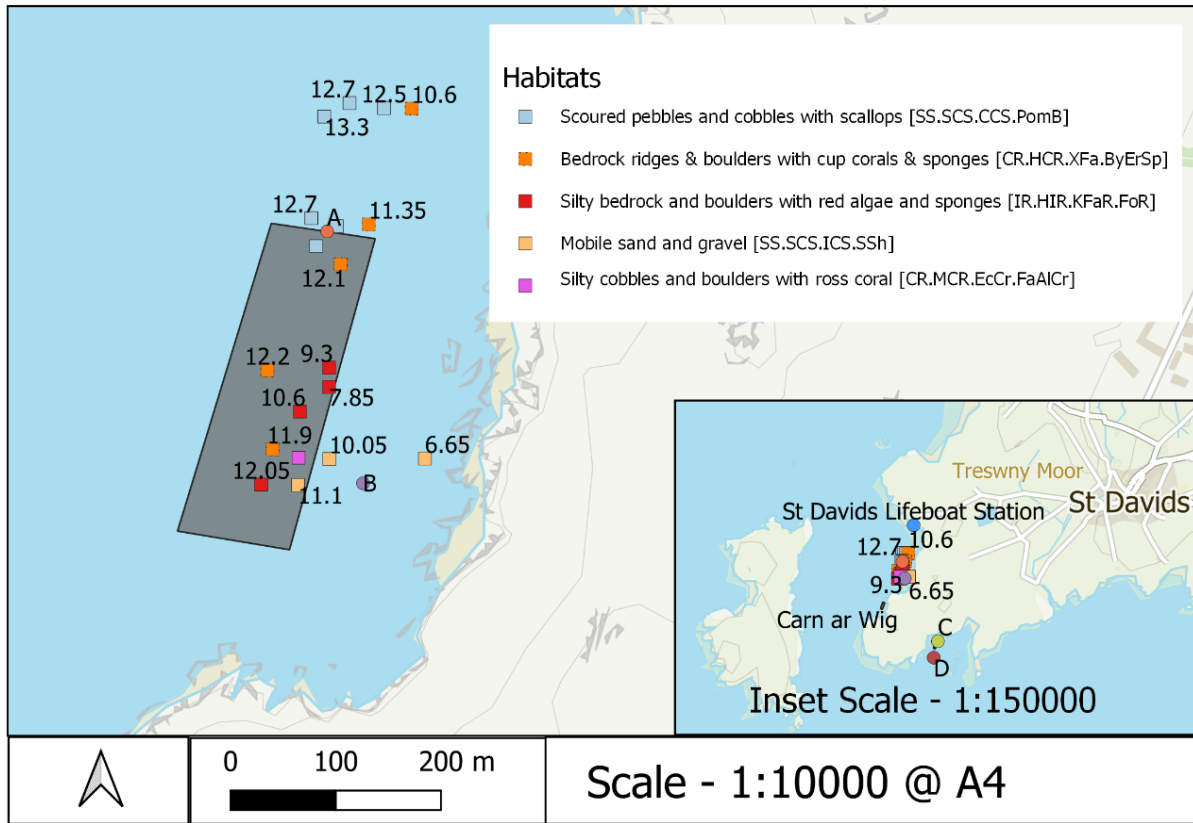 12.7
12.5
10.6
13.3
Habitats
Scoured pebbles and cobbles with scallops [SS.SCS.CCS.PomB]
Bedrock ridges & boulders with cup corals & sponges [CR.HCR.XFa.ByErSp]
Silty bedrock and boulders with red algae and sponges [IR.HIR.KFaR.FoR]
Mobile sand and gravel [SS.SCS.ICS.SSh]
Silty cobbles and boulders with ross coral [CR.MCR.EcCr.FaAlCr]
12.7
A
11.35
12.1
12.2
9.3
10.6
7.85
11.9
10.05
6.65
12.05
11.1
B
Treswny Moor
St Davids
St Davids Lifeboat Station
12.7
10.6
9.3
6.65
Carn ar Wig
C
D
Inset Scale - 1:150000
0 100 200 m
Scale - 1:10000 @ A4